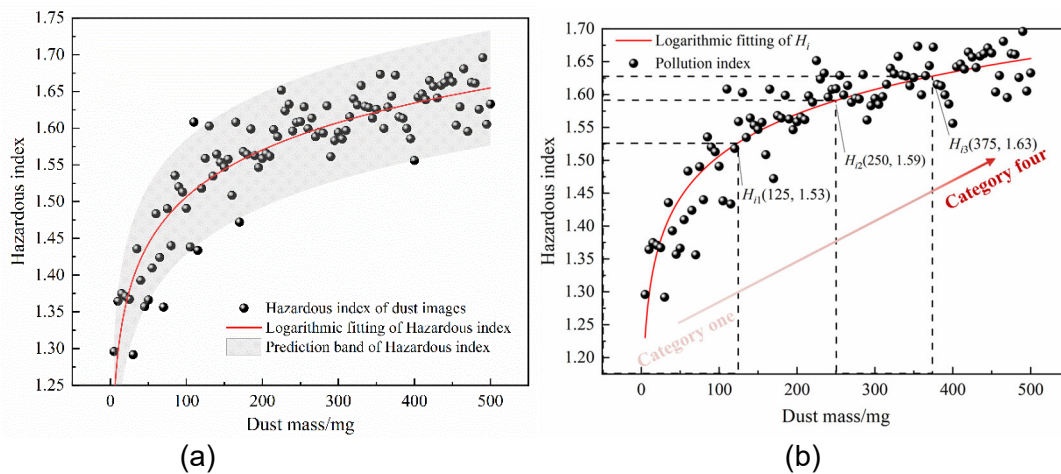 1.75
1.70
1.65
1.60
1.55
1.50
1.45
1.40
1.35
1.30
1.25
Hazardous index
Hazardous index of dust images
Logarithmic fitting of Hazardous index
Prediction band of Hazardous index
0 100 200 300 400 500
Dust mass/mg
(a)
1.70
1.65
1.60
1.55
1.50
1.45
1.40
1.35
1.30
1.25
1.20
Hazardous index
Logarithmic fitting of Hi
Pollution index
Hi1(125, 1.53)
Hi2(250, 1.59)
Hi3(375, 1.63)
Category one
Category four
0 100 200 300 400 500
Dust mass/mg
(b)